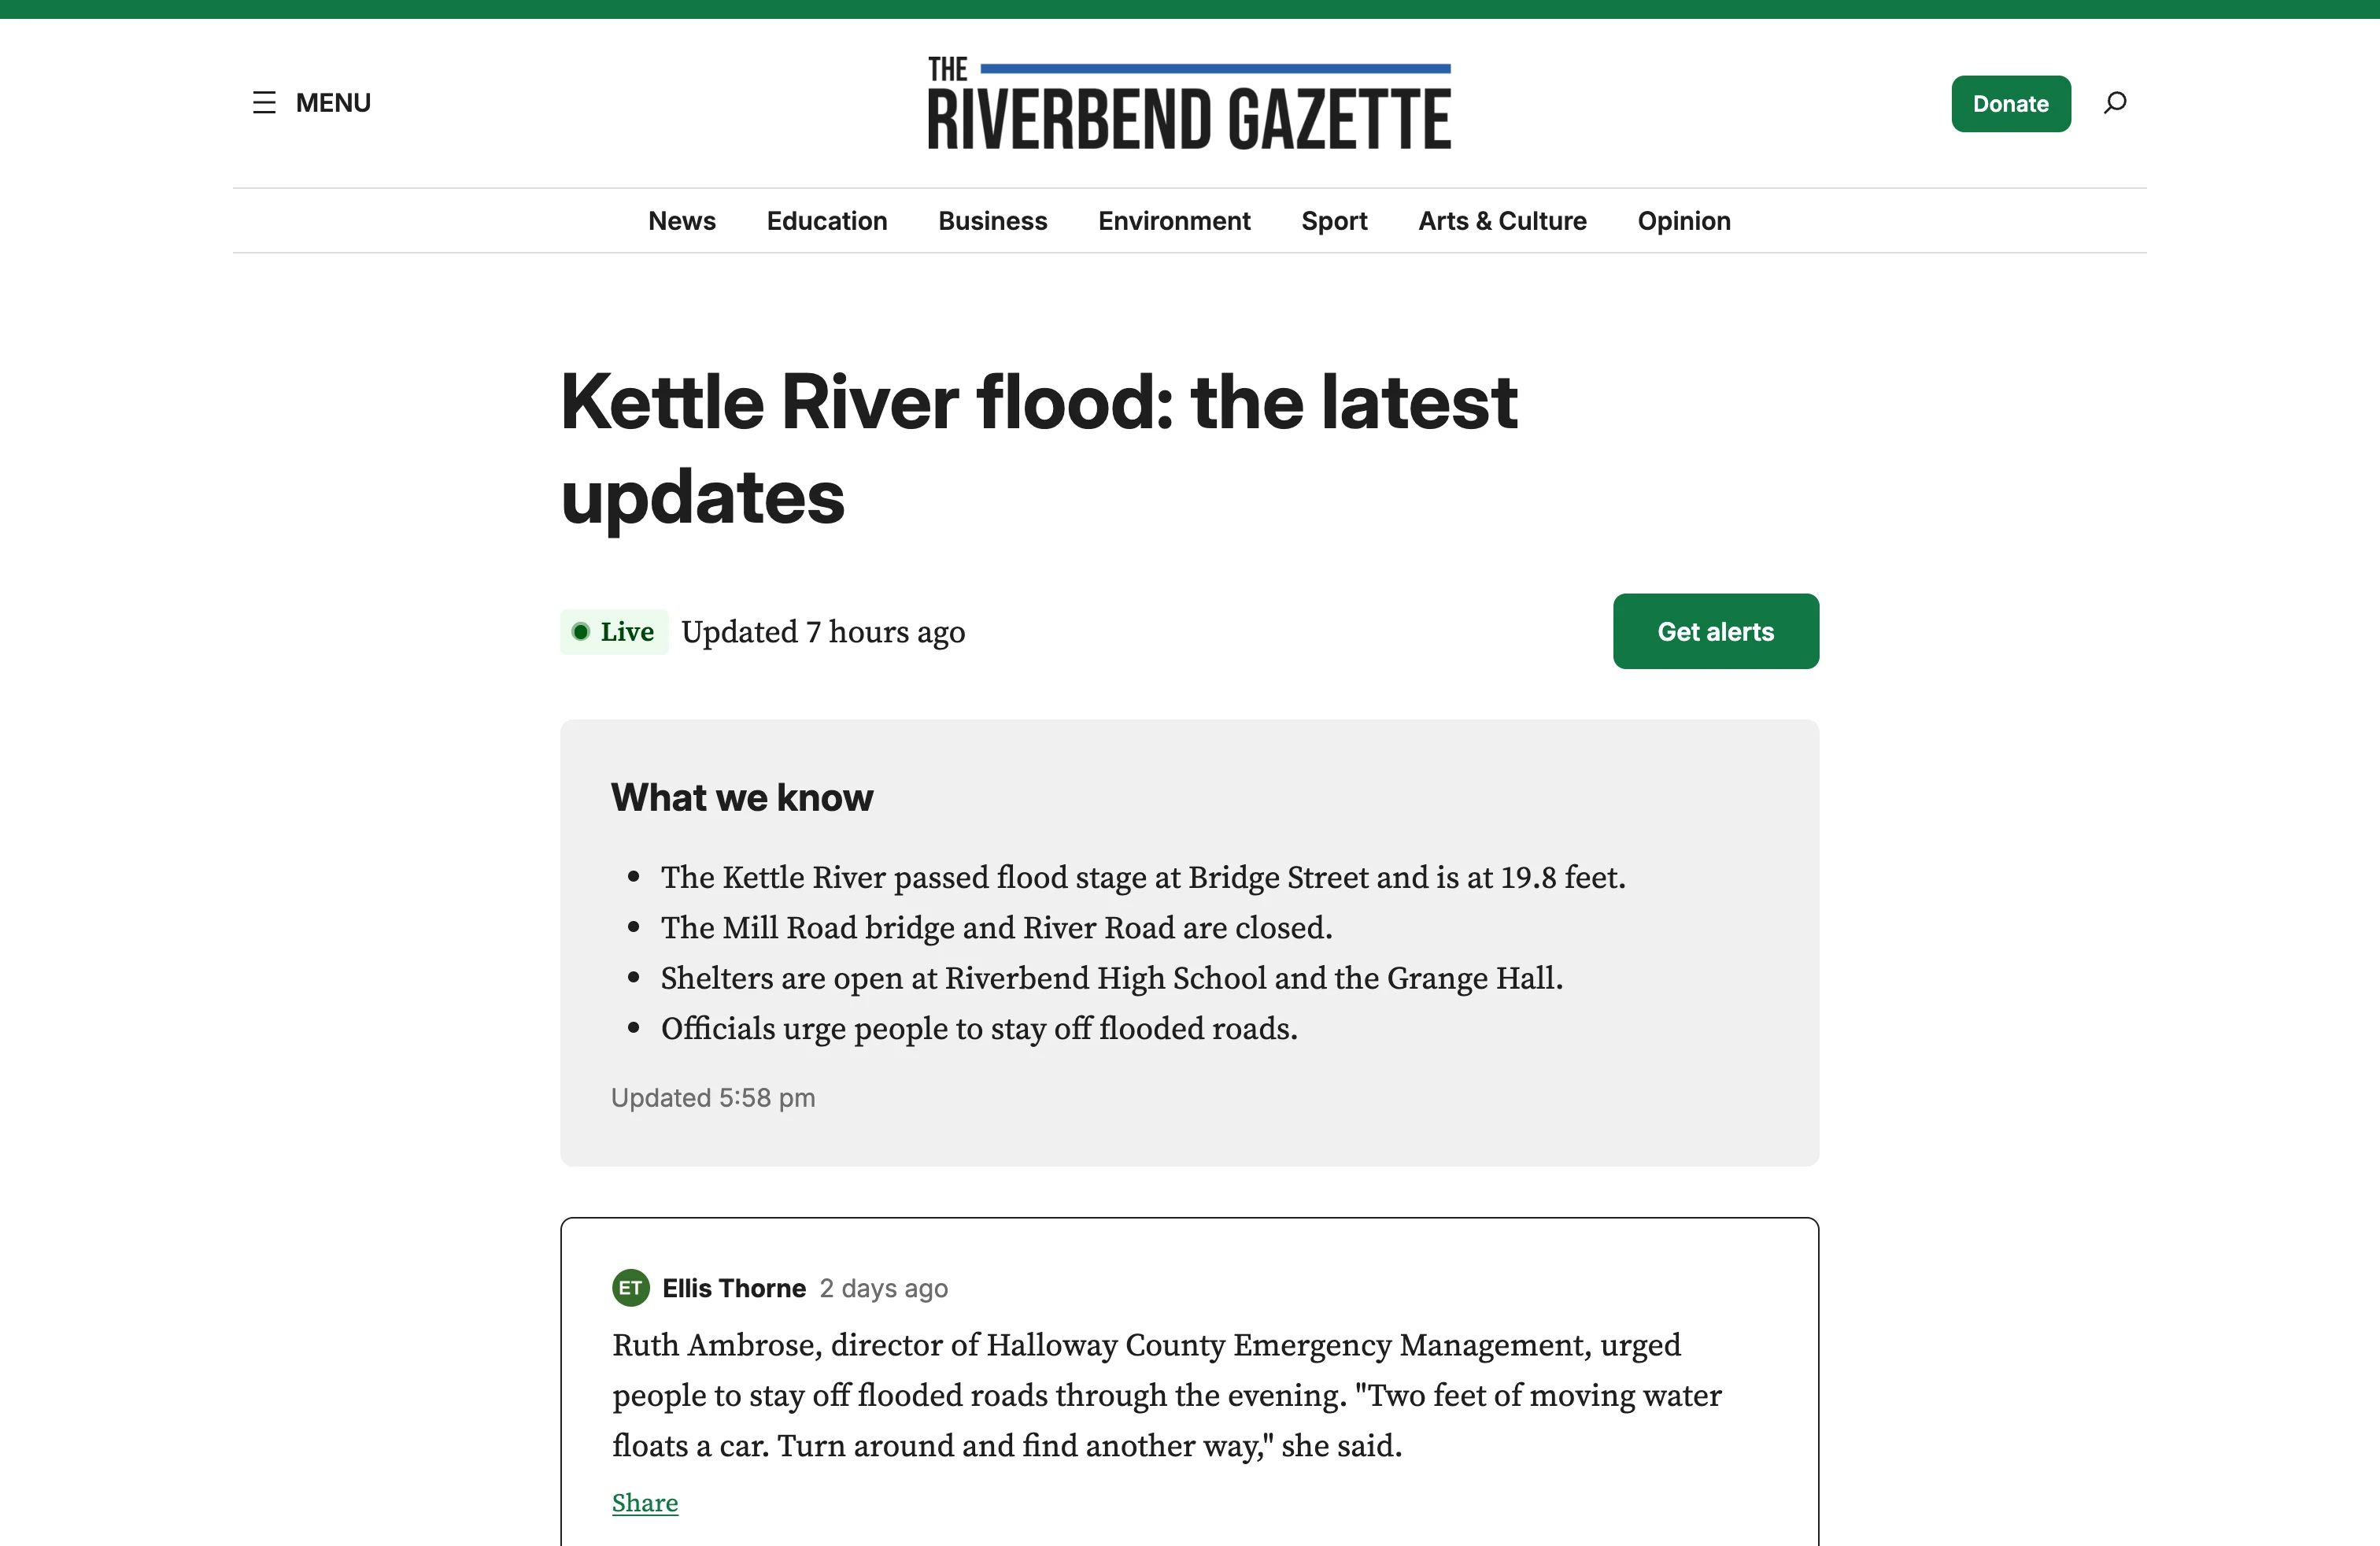 THE
RIVERBEND GAZETTE
MENU
Donate
News Education Business Environment Sport Arts & Culture Opinion
Kettle River flood: the latest
updates
Live Updated 7 hours ago
Get alerts
What we know
• The Kettle River passed flood stage at Bridge Street and is at 19.8 feet.
• The Mill Road bridge and River Road are closed.
• Shelters are open at Riverbend High School and the Grange Hall.
• Officials urge people to stay off flooded roads.
Updated 5:58 pm
ET Ellis Thorne 2 days ago
Ruth Ambrose, director of Halloway County Emergency Management, urged
people to stay off flooded roads through the evening. "Two feet of moving water
floats a car. Turn around and find another way," she said.
Share